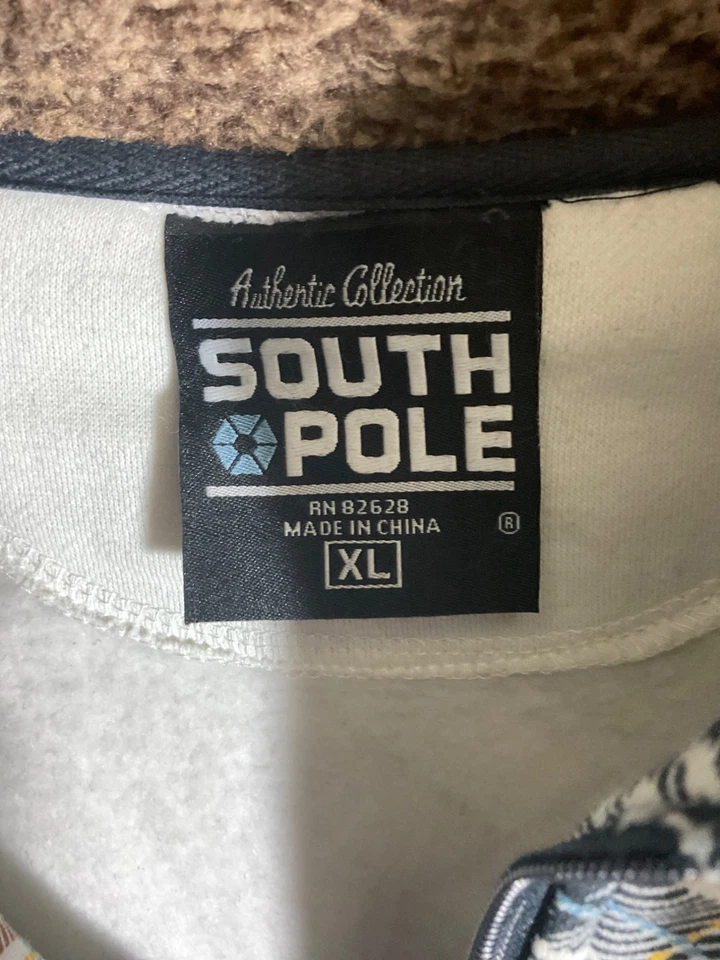 Authentic Collection
SOUTH
POLE
RN 82628
MADE IN CHINA
®
XL